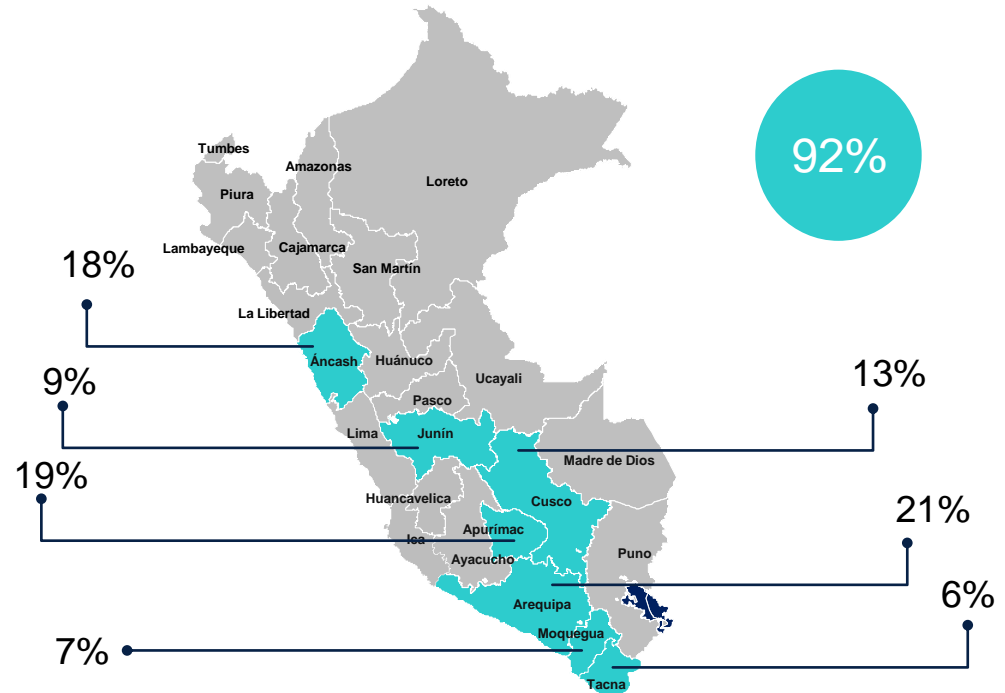 92%
Tumbes
Amazonas
Loreto
Piura
Lambayeque
Cajamarca
San Martín
18%
La Libertad
Áncash
Huánuco
Ucayali
13%
9%
Pasco
Lima
Junín
Madre de Dios
19%
Huancavelica
Cusco
21%
Apurímac
Ica
Ayacucho
Puno
Arequipa
6%
Moquegua
7%
Tacna